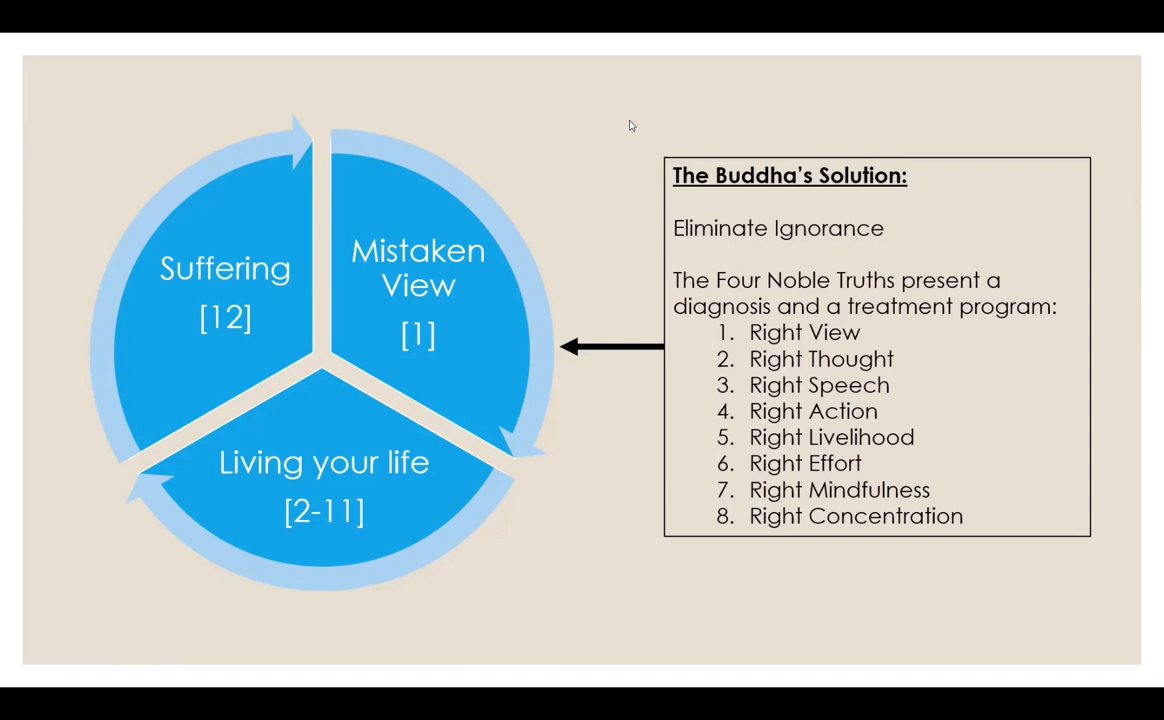 Suffering
[12]
Mistaken
View
[1]
Living your life
[2-11]
The Buddha's Solution:
Eliminate Ignorance
The Four Noble Truths present a
diagnosis and a treatment program:
1. Right View
2. Right Thought
3. Right Speech
4. Right Action
5. Right Livelihood
6. Right Effort
7. Right Mindfulness
8. Right Concentration